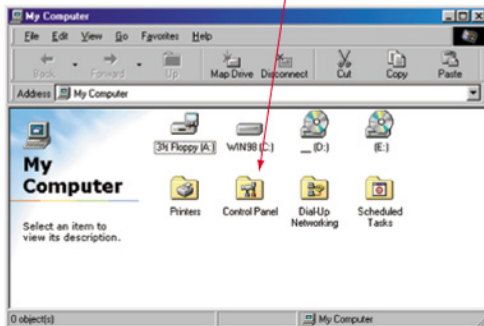 My Computer
File Edit View Go Favorites Help
Back Forward Up Map Drive Disconnect Cut Copy Paste
Address My Computer
My Computer
Select an item to
view its description.
3½ Floppy (A:) WIN98 (C:) __ (D:) (E:)
Printers Control Panel Dial-Up Networking Scheduled Tasks
0 object(s) My Computer